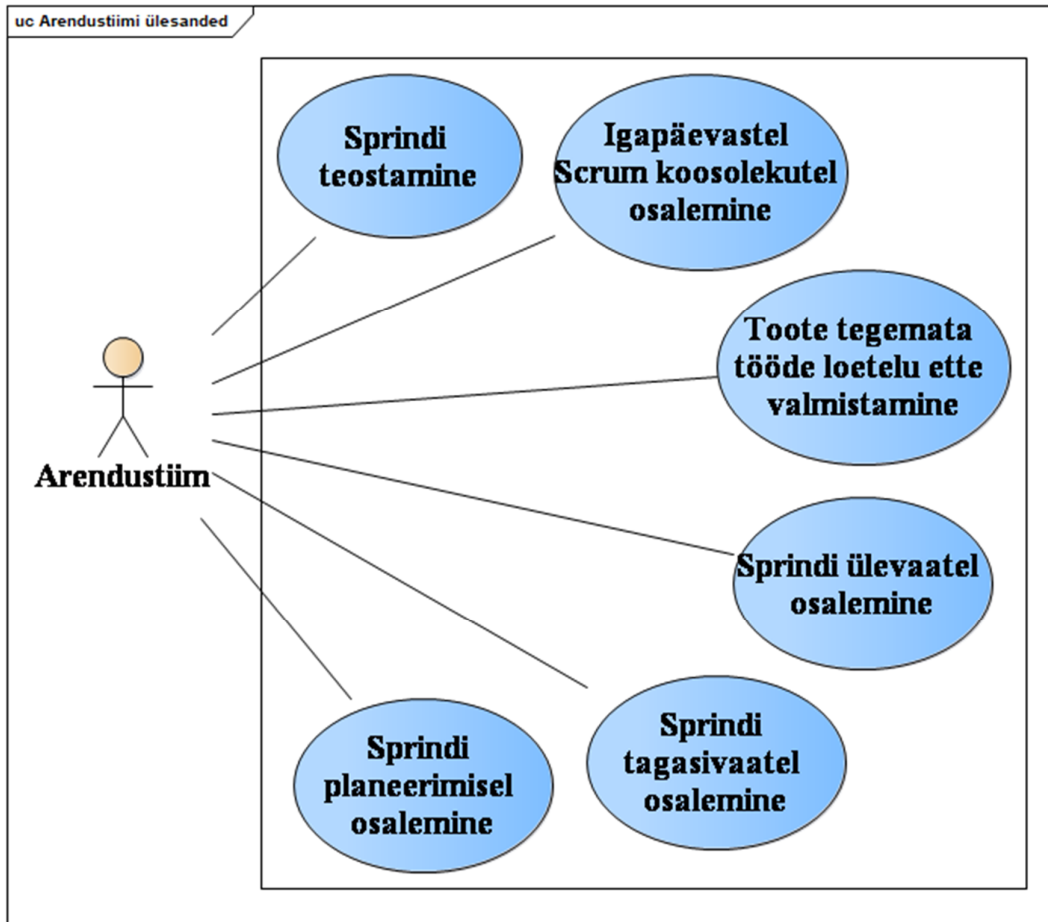 uc Arendustiimi ülesanded
Sprindi
teostamine
Igapäevastel
Scrum koosolekutel
osalemine
Toote tegemata
tööde loetelu ette
valmistamine
Arendustiim
Sprindi ülevaatel
osalemine
Sprindi
tagasivaatel
osalemine
Sprindi
planeerimisel
osalemine